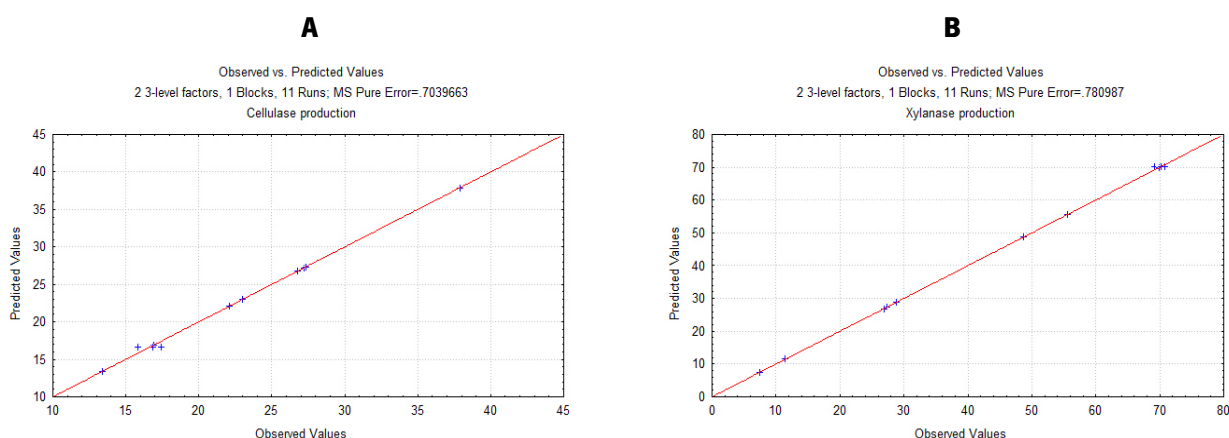 A
Observed vs. Predicted Values
2 3-level factors, 1 Blocks, 11 Runs; MS Pure Error=.7039663
Cellulase production
45
40
35
30
25
20
15
10
Predicted Values
10 15 20 25 30 35 40 45
Observed Values
B
Observed vs. Predicted Values
2 3-level factors, 1 Blocks, 11 Runs; MS Pure Error=.780987
Xylanase production
80
70
60
50
40
30
20
10
0
Predicted Values
0 10 20 30 40 50 60 70 80
Observed Values